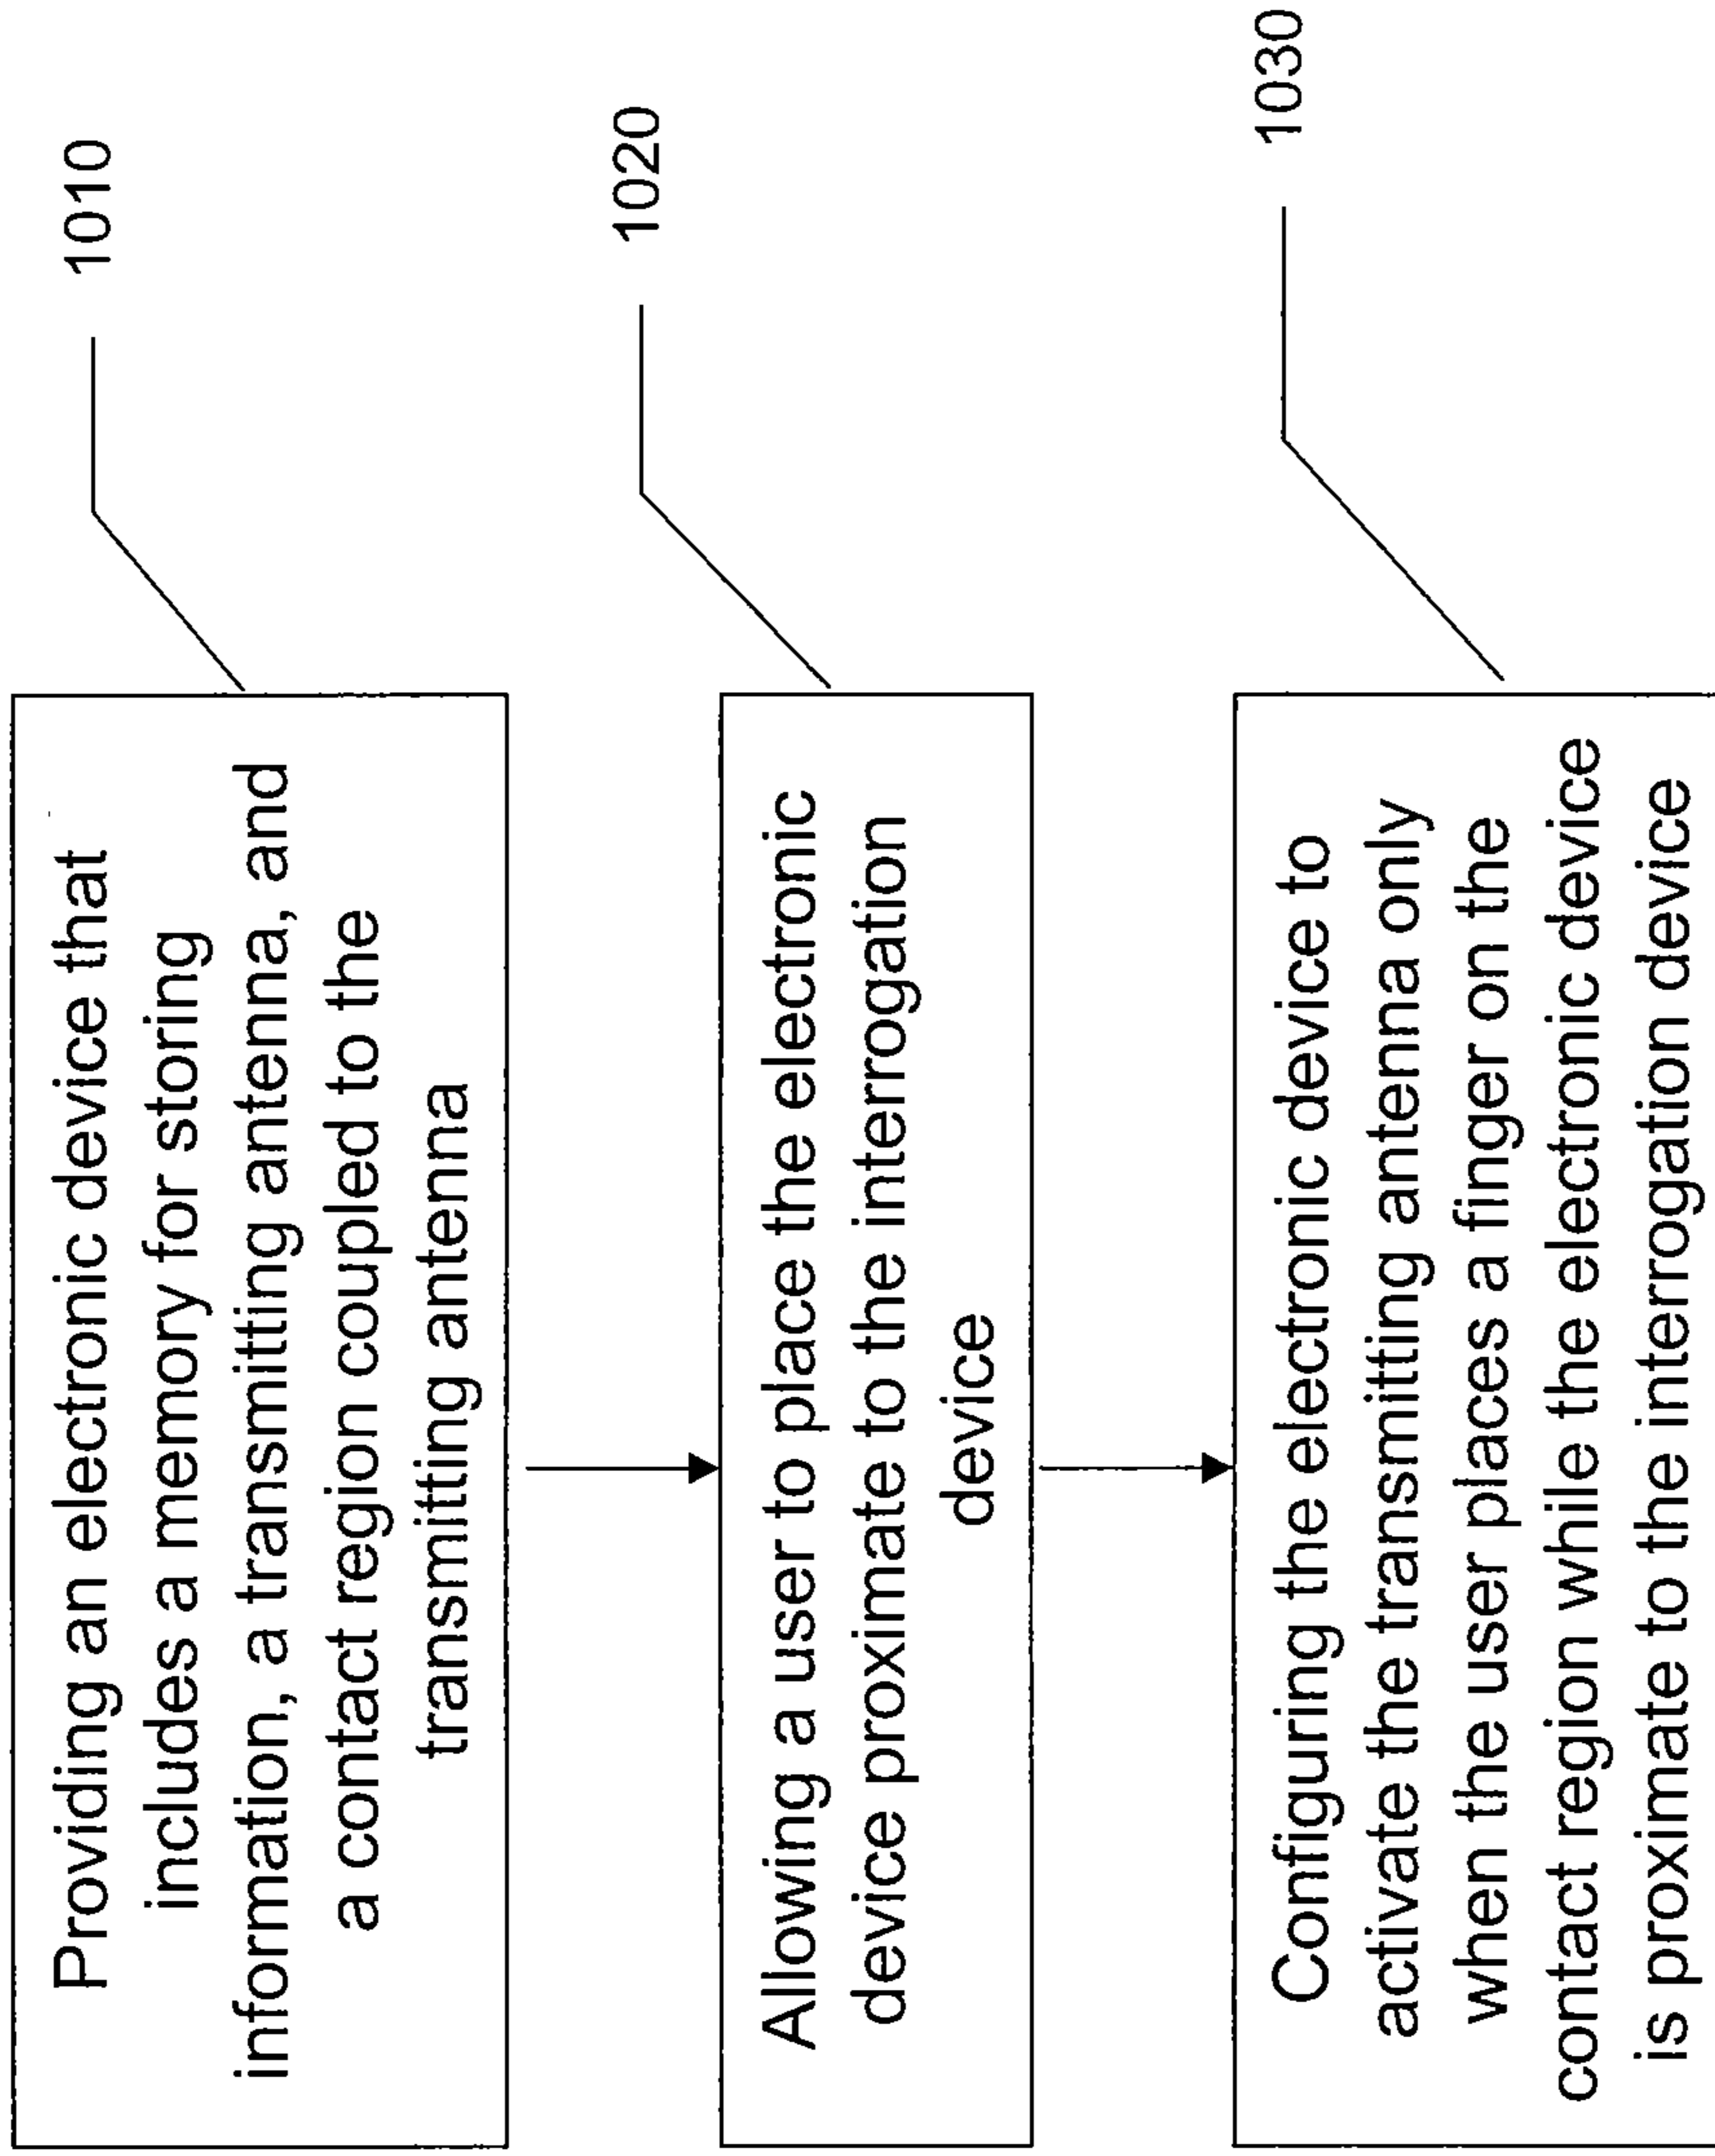 Providing an electronic device that
includes a memory for storing
information, a transmitting antenna, and
a contact region coupled to the
transmitting antenna
1010
Allowing a user to place the electronic
device proximate to the interrogation
device
1020
Configuring the electronic device to
activate the transmitting antenna only
when the user places a finger on the
contact region while the electronic device
is proximate to the interrogation device
1030